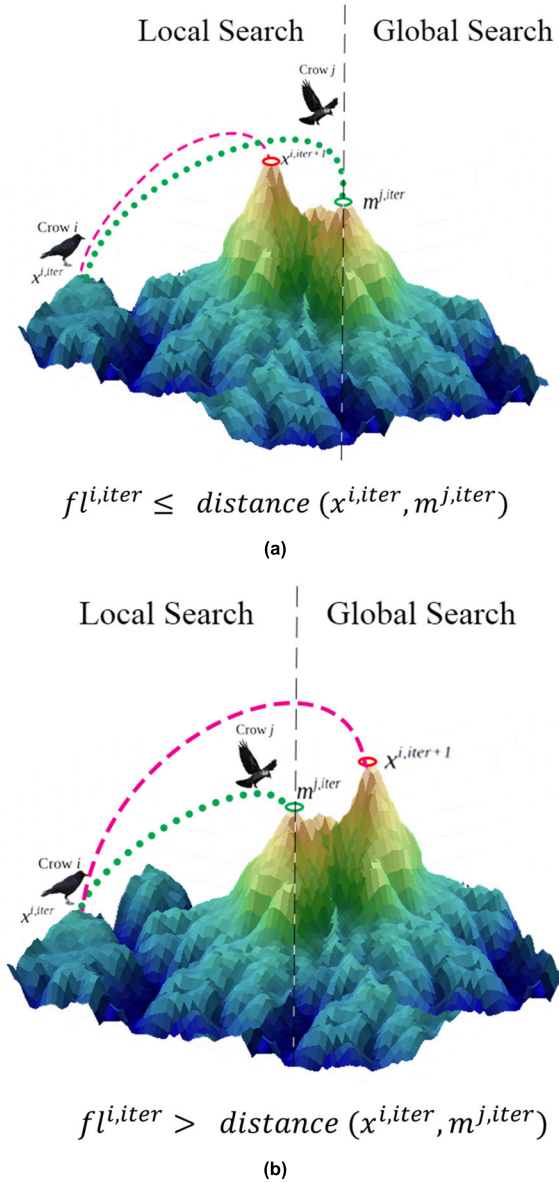 Local Search Global Search
Crow j
x^{i,iter+1}
m^{j,iter}
Crow i
x^{i,iter}
fl^{i,iter} ≤ distance (x^{i,iter}, m^{j,iter})
(a)
Local Search Global Search
Crow j
x^{i,iter+1}
m^{j,iter}
Crow i
x^{i,iter}
fl^{i,iter} > distance (x^{i,iter}, m^{j,iter})
(b)